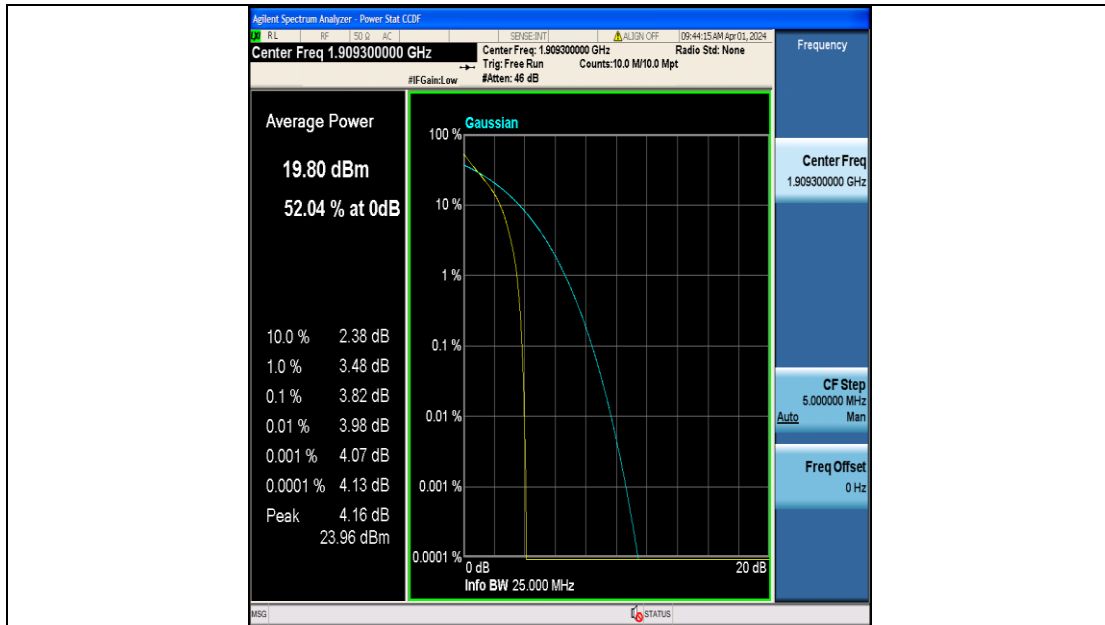 Agilent Spectrum Analyzer - Power Stat CCDF
RL RF 50 Ω AC SENSE:INT ALIGN OFF 09:44:15 AM Apr 01, 2024
Center Freq 1.909300000 GHz
Center Freq: 1.909300000 GHz Radio Std: None
Trig: Free Run Counts:10.0 M/10.0 Mpt
#IFGain:Low #Atten: 46 dB
Frequency
Average Power
19.80 dBm
52.04 % at 0dB
10.0 % 2.38 dB
1.0 % 3.48 dB
0.1 % 3.82 dB
0.01 % 3.98 dB
0.001 % 4.07 dB
0.0001 % 4.13 dB
Peak 4.16 dB
23.96 dBm
Gaussian
100 %
10 %
1 %
0.1 %
0.01 %
0.001 %
0.0001 %
0 dB 20 dB
Info BW 25.000 MHz
Center Freq
1.909300000 GHz
CF Step
5.000000 MHz
Auto Man
Freq Offset
0 Hz
MSG STATUS